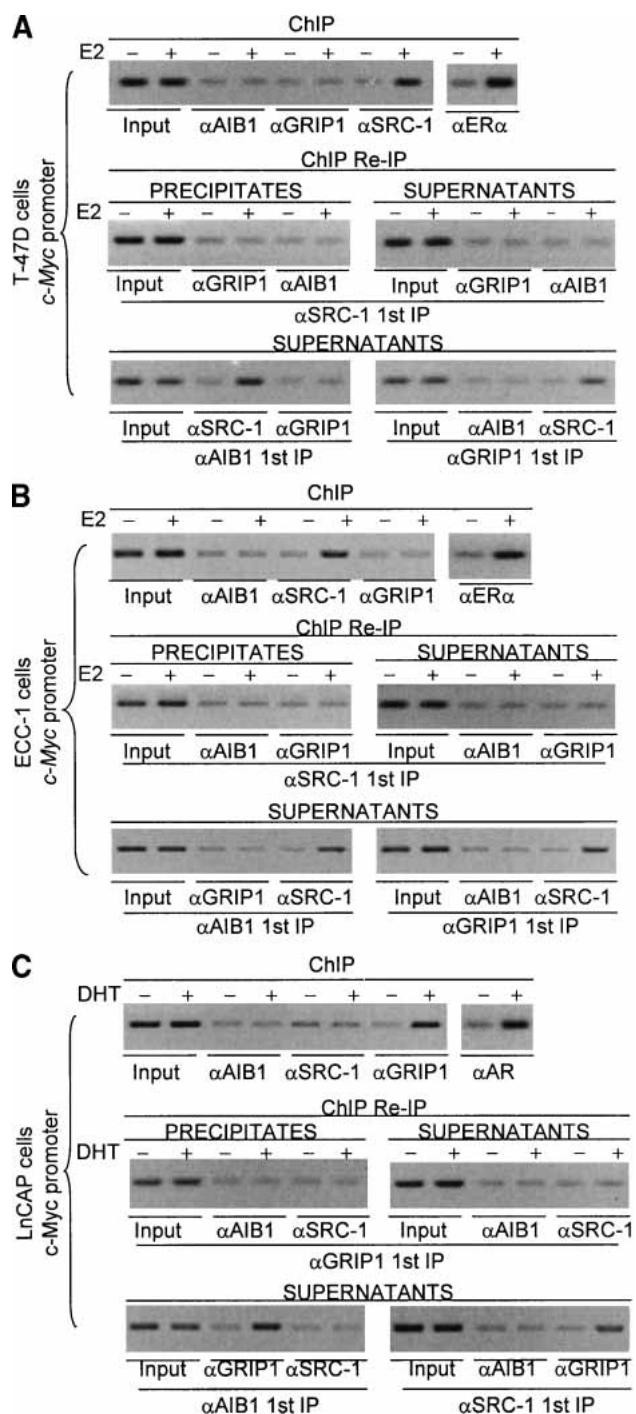 A
ChIP
E2 – + – + – + – + – +
Input αAIB1 αGRIP1 αSRC-1 αERα
T-47D cells
c-Myc promoter
ChIP Re-IP
PRECIPITATES SUPERNATANTS
E2 – + – + – + – + – + – +
Input αGRIP1 αAIB1 Input αGRIP1 αAIB1
αSRC-1 1st IP
SUPERNATANTS
Input αSRC-1 αGRIP1 Input αAIB1 αSRC-1
αAIB1 1st IP αGRIP1 1st IP
B
ChIP
E2 – + – + – + – + – +
Input αAIB1 αSRC-1 αGRIP1 αERα
ECC-1 cells
c-Myc promoter
ChIP Re-IP
PRECIPITATES SUPERNATANTS
E2 – + – + – + – + – + – +
Input αAIB1 αGRIP1 Input αAIB1 αGRIP1
αSRC-1 1st IP
SUPERNATANTS
Input αGRIP1 αSRC-1 Input αAIB1 αSRC-1
αAIB1 1st IP αGRIP1 1st IP
C
ChIP
DHT – + – + – + – + – +
Input αAIB1 αSRC-1 αGRIP1 αAR
LnCAP cells
c-Myc promoter
ChIP Re-IP
PRECIPITATES SUPERNATANTS
DHT – + – + – + – + – + – +
Input αAIB1 αSRC-1 Input αAIB1 αSRC-1
αGRIP1 1st IP
SUPERNATANTS
Input αGRIP1 αSRC-1 Input αAIB1 αGRIP1
αAIB1 1st IP αSRC-1 1st IP